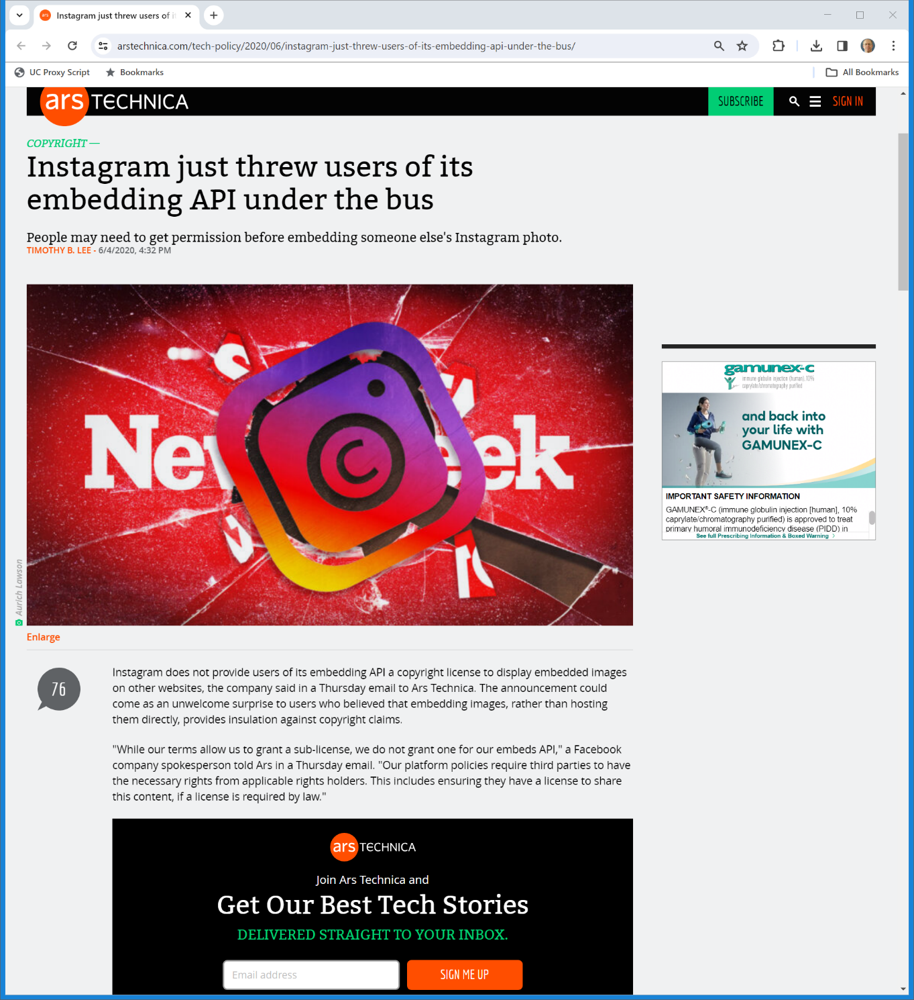 Instagram just threw users of it
arstechnica.com/tech-policy/2020/06/instagram-just-threw-users-of-its-embedding-api-under-the-bus/
UC Proxy Script
Bookmarks
All Bookmarks
ars TECHNICA
SUBSCRIBE
SIGN IN
COPYRIGHT —
Instagram just threw users of its
embedding API under the bus
People may need to get permission before embedding someone else's Instagram photo.
TIMOTHY B. LEE - 6/4/2020, 4:32 PM
New eek
C
Aurich Lawson
Enlarge
gamunex-c
immune globulin injection (human), 10%
caprylate/chromatography purified
and back into
your life with
GAMUNEX-C
IMPORTANT SAFETY INFORMATION
GAMUNEX®-C (immune globulin injection [human], 10%
caprylate/chromatography purified) is approved to treat
primary humoral immunodeficiency disease (PIDD) in
See full Prescribing Information & Boxed Warning
76
Instagram does not provide users of its embedding API a copyright license to display embedded images
on other websites, the company said in a Thursday email to Ars Technica. The announcement could
come as an unwelcome surprise to users who believed that embedding images, rather than hosting
them directly, provides insulation against copyright claims.
"While our terms allow us to grant a sub-license, we do not grant one for our embeds API," a Facebook
company spokesperson told Ars in a Thursday email. "Our platform policies require third parties to have
the necessary rights from applicable rights holders. This includes ensuring they have a license to share
this content, if a license is required by law."
ars TECHNICA
Join Ars Technica and
Get Our Best Tech Stories
DELIVERED STRAIGHT TO YOUR INBOX.
Email address
SIGN ME UP